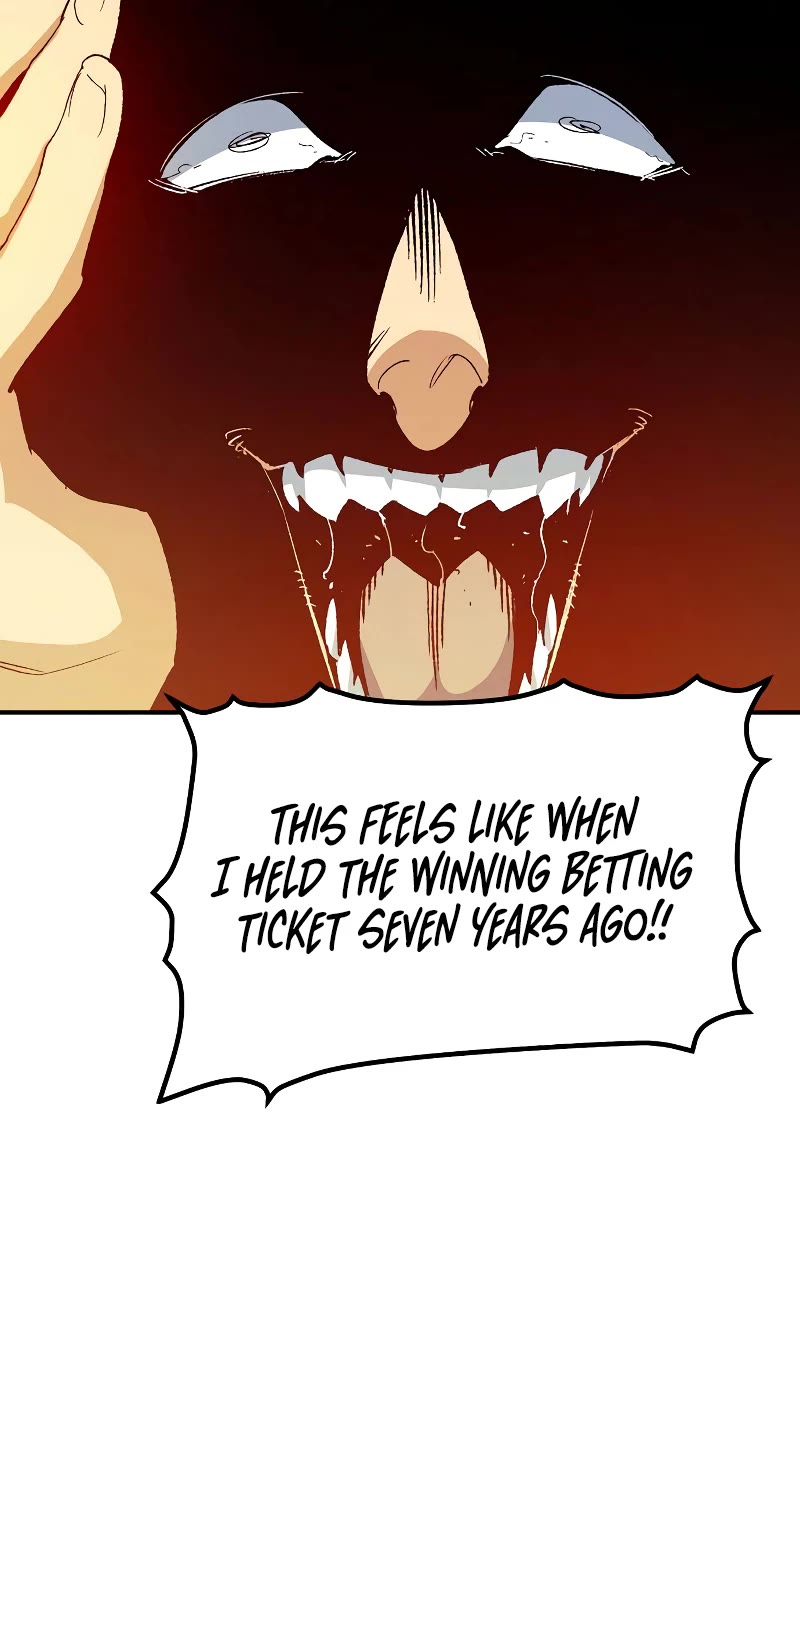 THIS FEELS LIKE WHEN
I HELD THE WINNING BETTING
TICKET SEVEN YEARS AGO!!